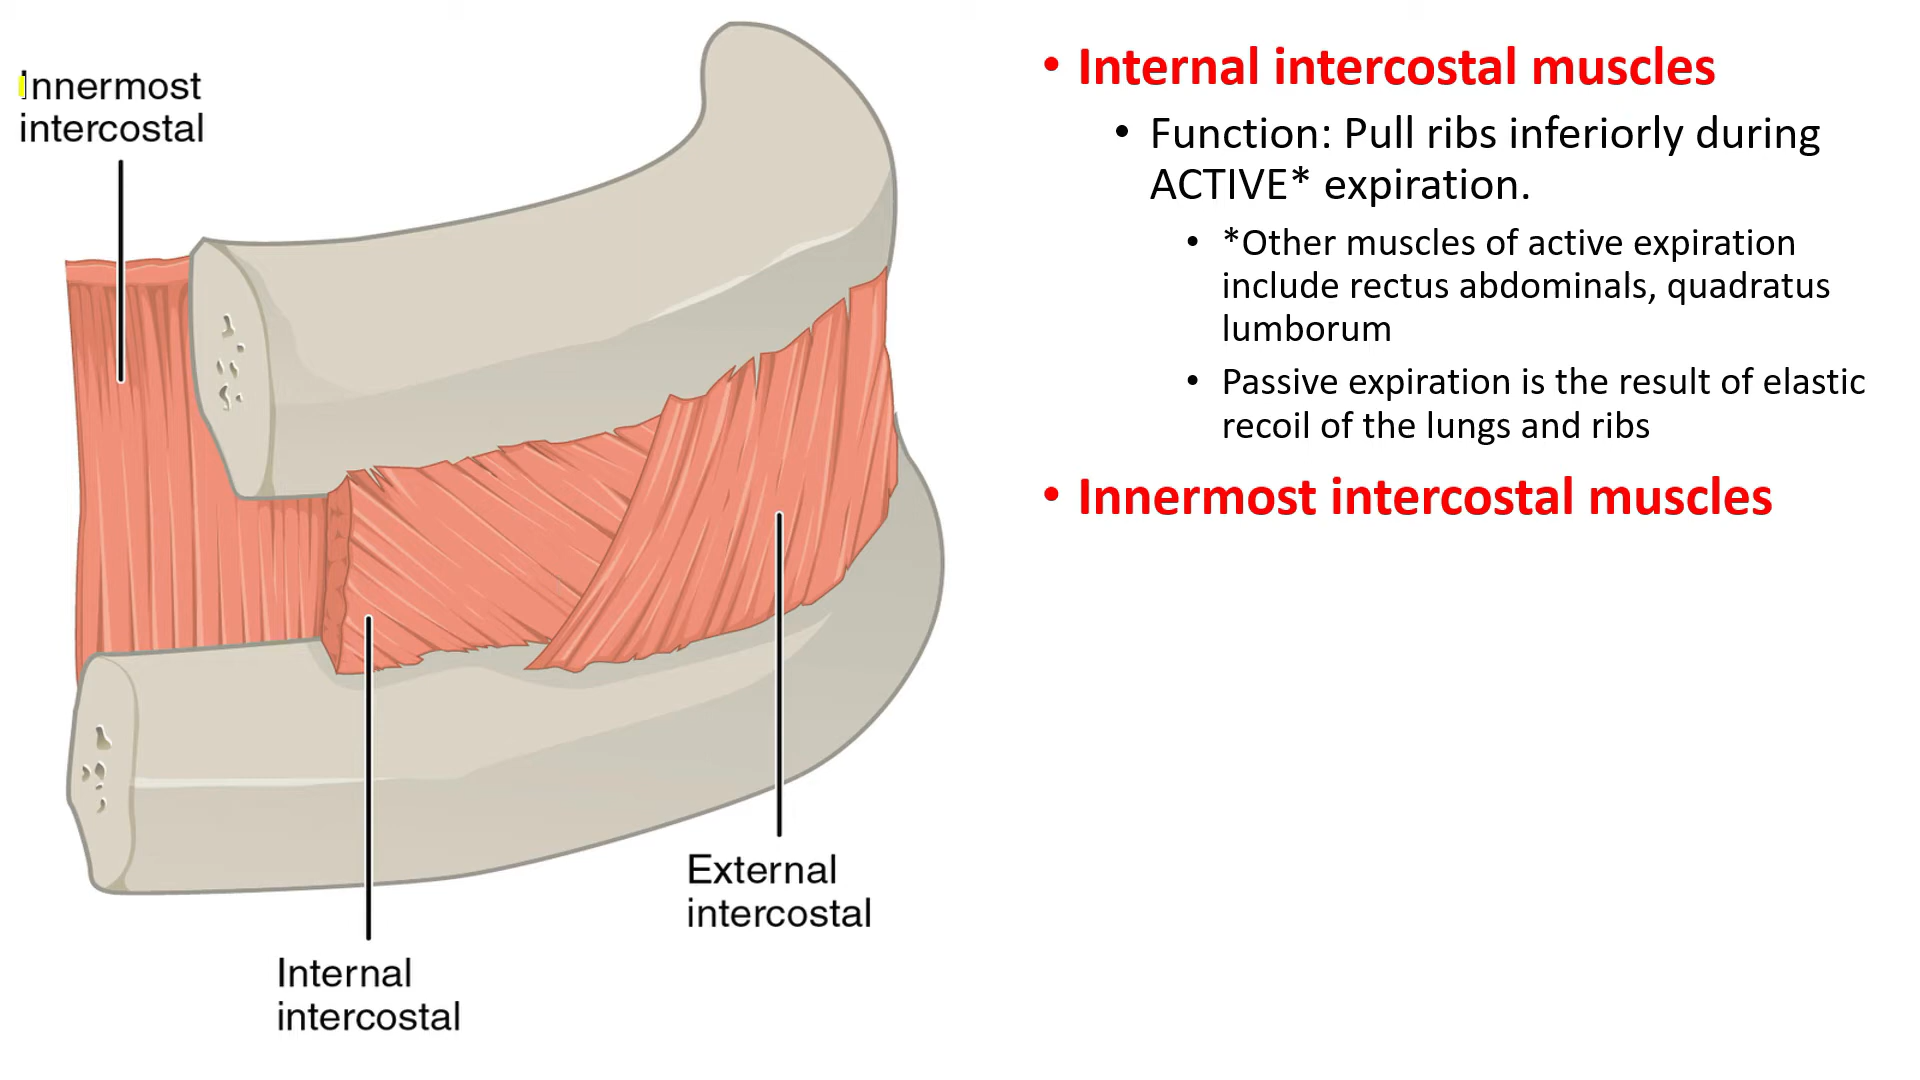 Innermost
intercostal
External
intercostal
Internal
intercostal
• Internal intercostal muscles
• Function: Pull ribs inferiorly during
ACTIVE* expiration.
• *Other muscles of active expiration
include rectus abdominals, quadratus
lumborum
• Passive expiration is the result of elastic
recoil of the lungs and ribs
• Innermost intercostal muscles